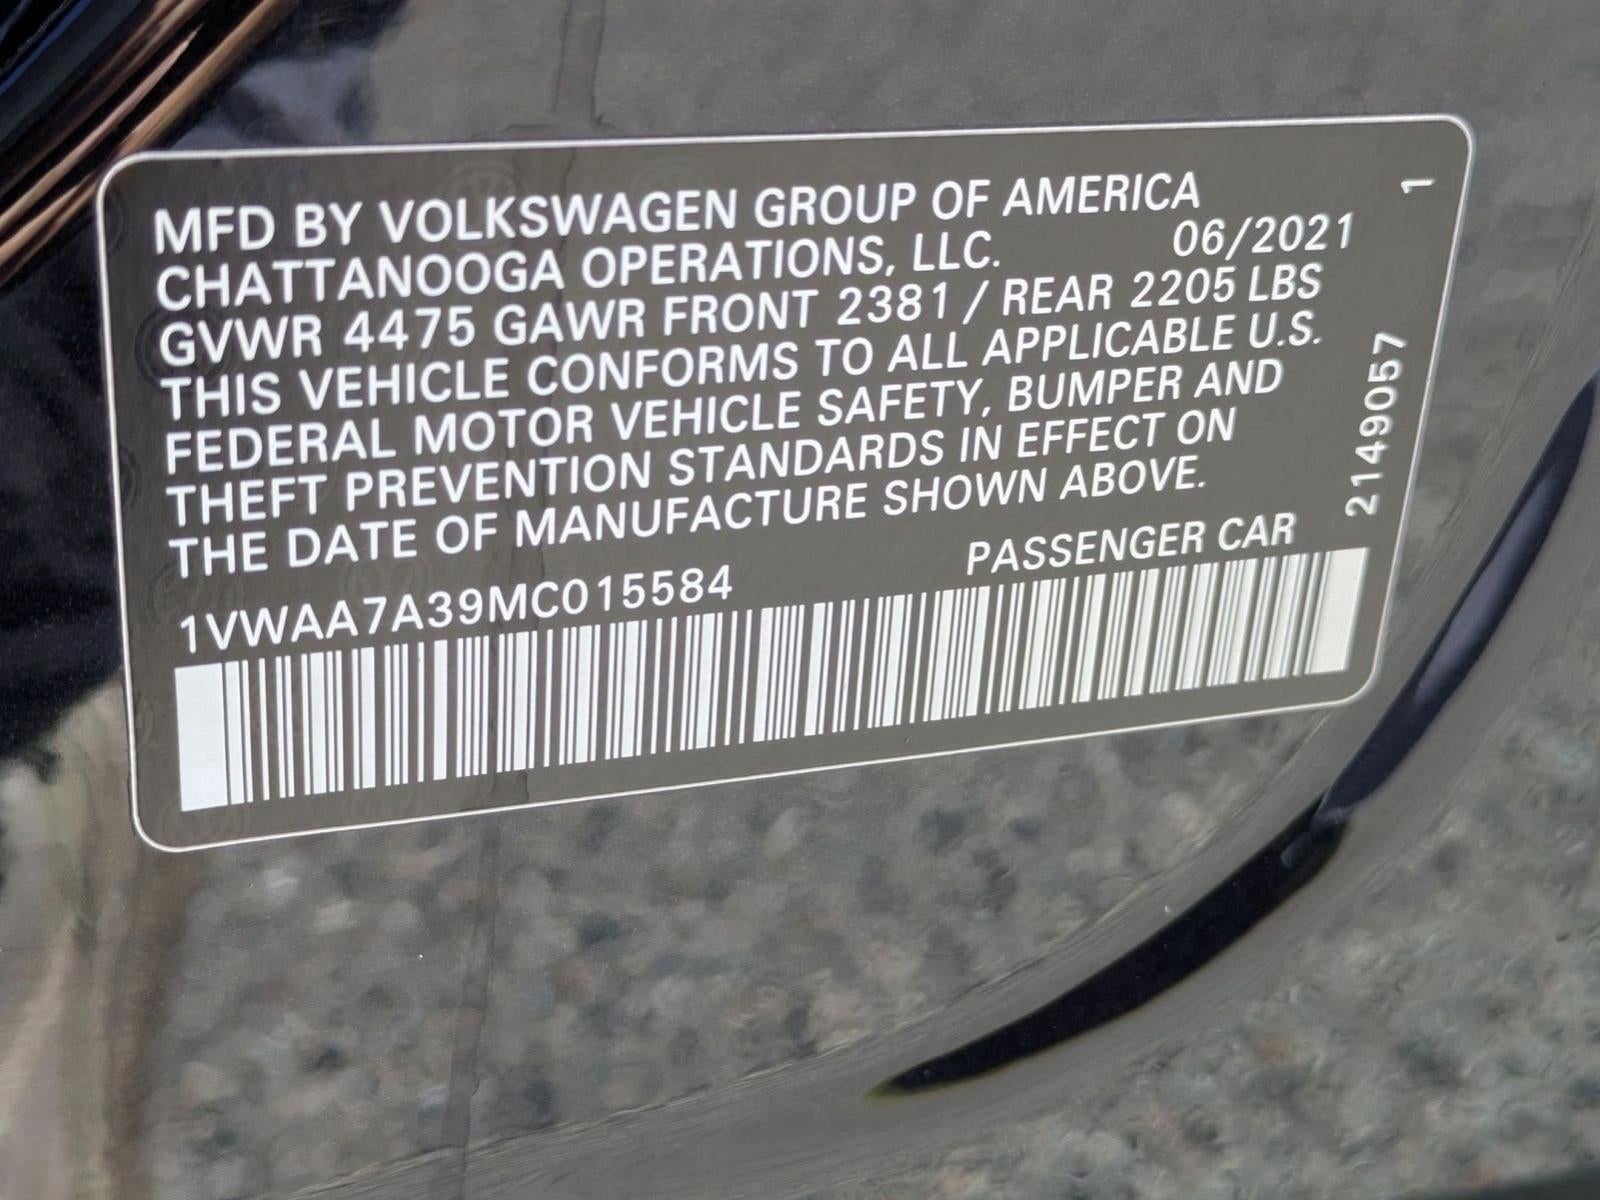 MFD BY VOLKSWAGEN GROUP OF AMERICA
CHATTANOOGA OPERATIONS, LLC. 06/2021
GVWR 4475 GAWR FRONT 2381 / REAR 2205 LBS
THIS VEHICLE CONFORMS TO ALL APPLICABLE U.S.
FEDERAL MOTOR VEHICLE SAFETY, BUMPER AND
THEFT PREVENTION STANDARDS IN EFFECT ON
THE DATE OF MANUFACTURE SHOWN ABOVE.
1VWAA7A39MC015584 PASSENGER CAR
2149057 1